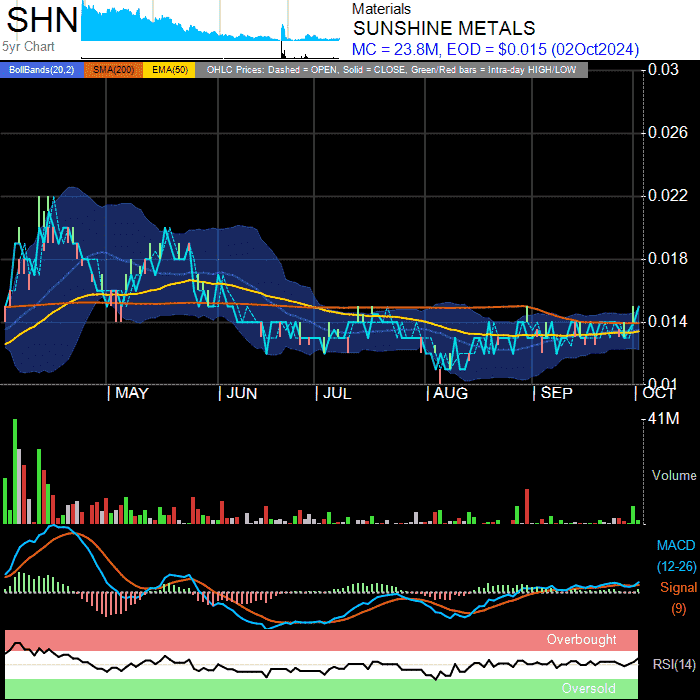 SHN
5yr Chart
Materials
SUNSHINE METALS
MC = 23.8M, EOD = $0.015 (02Oct2024)
BollBands(20,2) SMA(200) EMA(50) OHLC Prices: Dashed = OPEN, Solid = CLOSE, Green/Red bars = Intra-day HIGH/LOW
0.03
0.026
0.022
0.018
0.014
0.01
MAY JUN JUL AUG SEP OCT
41M
Volume
MACD
(12-26)
Signal
(9)
Overbought
RSI(14)
Oversold